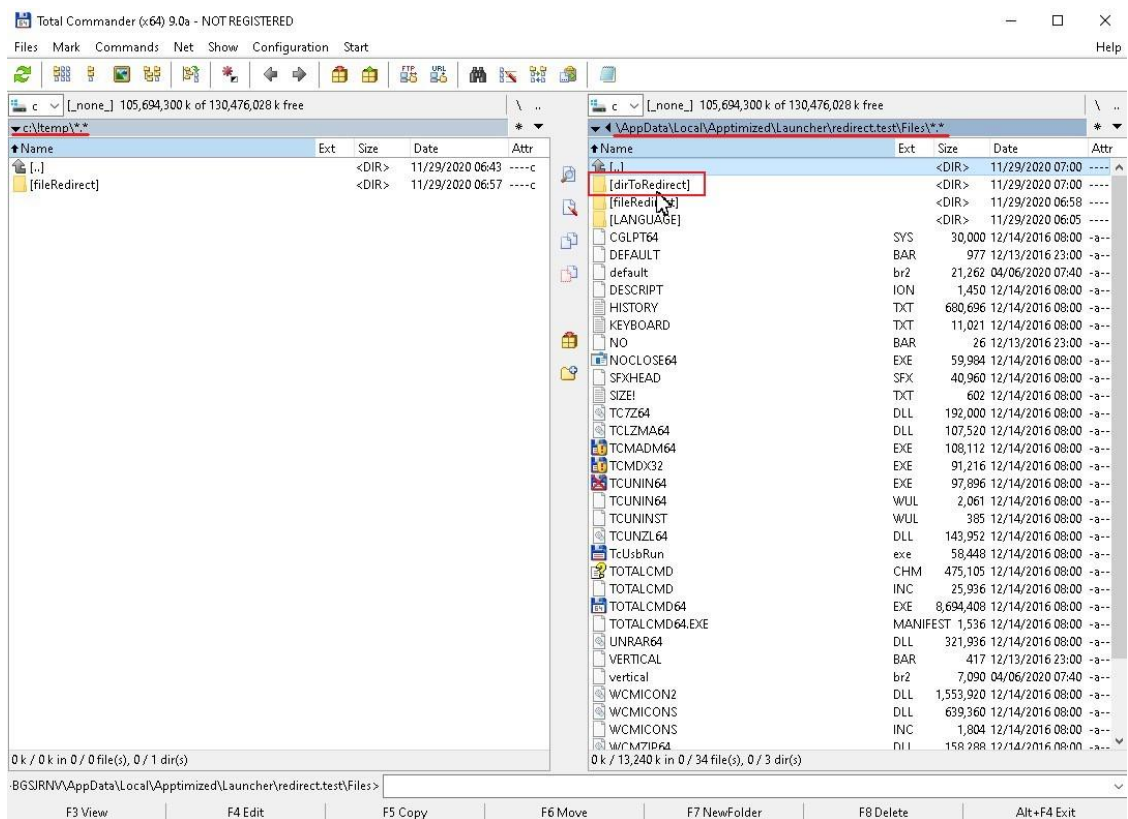 Total Commander (x64) 9.0a - NOT REGISTERED
Files Mark Commands Net Show Configuration Start Help
FTP URL
c [_none_] 105,694,300 k of 130,476,028 k free \ ..
c [_none_] 105,694,300 k of 130,476,028 k free \ ..
c:\!temp\*.* * ▼
\AppData\Local\Apptimized\Launcher\redirect.test\Files\*.* * ▼
Name Ext Size Date Attr
[..] <DIR> 11/29/2020 06:43 ----c
[fileRedirect] <DIR> 11/29/2020 06:57 ----c
0 k / 0 k in 0 / 0 file(s), 0 / 1 dir(s)
Name Ext Size Date Attr
[..] <DIR> 11/29/2020 07:00 ----
[dirToRedirect] <DIR> 11/29/2020 07:00 ----
[fileRedirect] <DIR> 11/29/2020 06:58 ----
[LANGUAGE] <DIR> 11/29/2020 06:05 ----
CGLPT64 SYS 30,000 12/14/2016 08:00 -a--
DEFAULT BAR 977 12/13/2016 23:00 -a--
default br2 21,262 04/06/2020 07:40 -a--
DESCRIPT ION 1,450 12/14/2016 08:00 -a--
HISTORY TXT 680,696 12/14/2016 08:00 -a--
KEYBOARD TXT 11,021 12/14/2016 08:00 -a--
NO BAR 26 12/13/2016 23:00 -a--
NOCLOSE64 EXE 59,984 12/14/2016 08:00 -a--
SFXHEAD SFX 40,960 12/14/2016 08:00 -a--
SIZE! TXT 602 12/14/2016 08:00 -a--
TC7Z64 DLL 192,000 12/14/2016 08:00 -a--
TCLZMA64 DLL 107,520 12/14/2016 08:00 -a--
TCMADM64 EXE 108,112 12/14/2016 08:00 -a--
TCMDX32 EXE 91,216 12/14/2016 08:00 -a--
TCUNIN64 EXE 97,896 12/14/2016 08:00 -a--
TCUNIN64 WUL 2,061 12/14/2016 08:00 -a--
TCUNINST WUL 385 12/14/2016 08:00 -a--
TCUNZL64 DLL 143,952 12/14/2016 08:00 -a--
TcUsbRun exe 58,448 12/14/2016 08:00 -a--
TOTALCMD CHM 475,105 12/14/2016 08:00 -a--
TOTALCMD INC 25,936 12/14/2016 08:00 -a--
TOTALCMD64 EXE 8,694,408 12/14/2016 08:00 -a--
TOTALCMD64.EXE MANIFEST 1,536 12/14/2016 08:00 -a--
UNRAR64 DLL 321,936 12/14/2016 08:00 -a--
VERTICAL BAR 417 12/13/2016 23:00 -a--
vertical br2 7,090 04/06/2020 07:40 -a--
WCMICON2 DLL 1,553,920 12/14/2016 08:00 -a--
WCMICONS DLL 639,360 12/14/2016 08:00 -a--
WCMICONS INC 1,804 12/14/2016 08:00 -a--
WCMZIP64 DLL 158,288 12/14/2016 08:00 -a--
0 k / 13,240 k in 0 / 34 file(s), 0 / 3 dir(s)
BGSJRNV\AppData\Local\Apptimized\Launcher\redirect.test\Files>
F3 View F4 Edit F5 Copy F6 Move F7 NewFolder F8 Delete Alt+F4 Exit